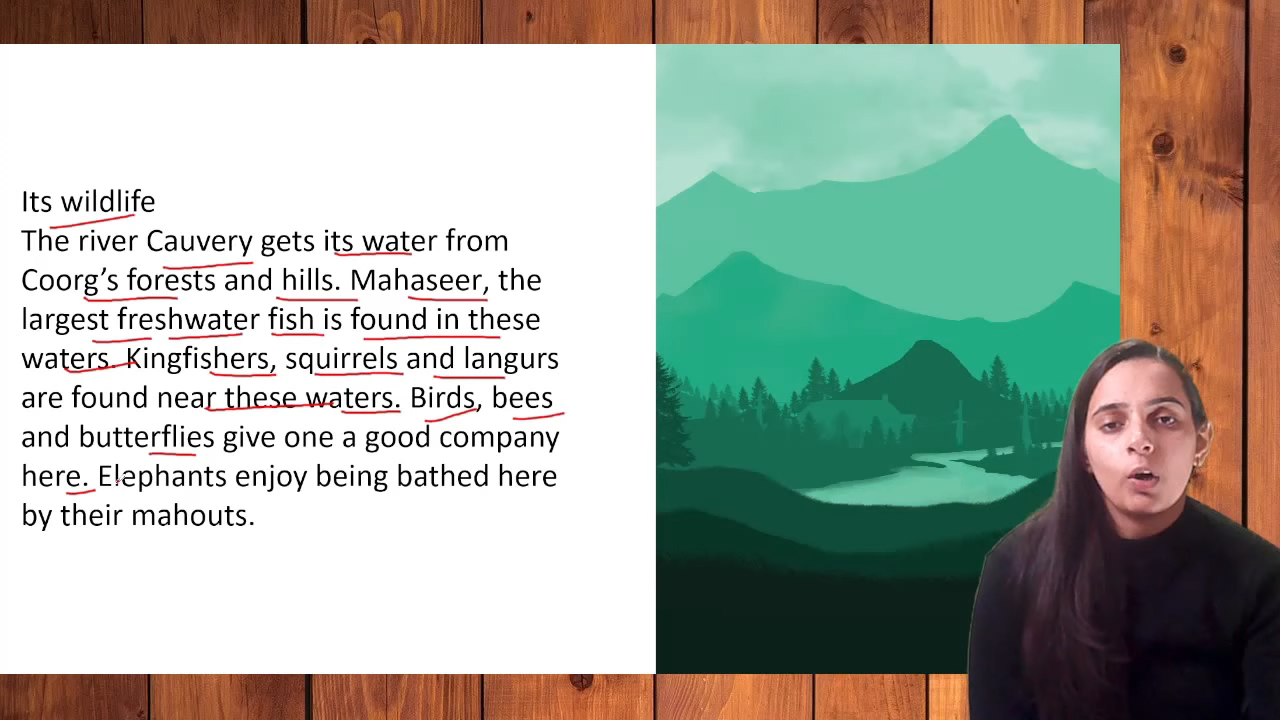 Its wildlife
The river Cauvery gets its water from
Coorg's forests and hills. Mahaseer, the
largest freshwater fish is found in these
waters. Kingfishers, squirrels and langurs
are found near these waters. Birds, bees
and butterflies give one a good company
here. Elephants enjoy being bathed here
by their mahouts.